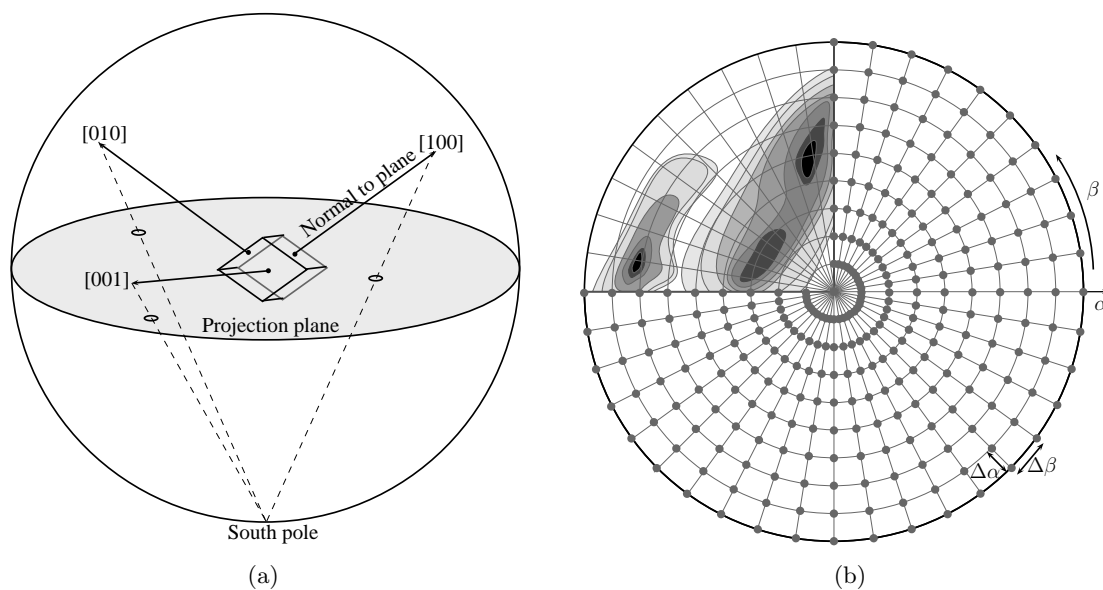 [010]
[100]
Normal to plane
[001]
Projection plane
South pole
(a)
β
α
Δα
Δβ
(b)